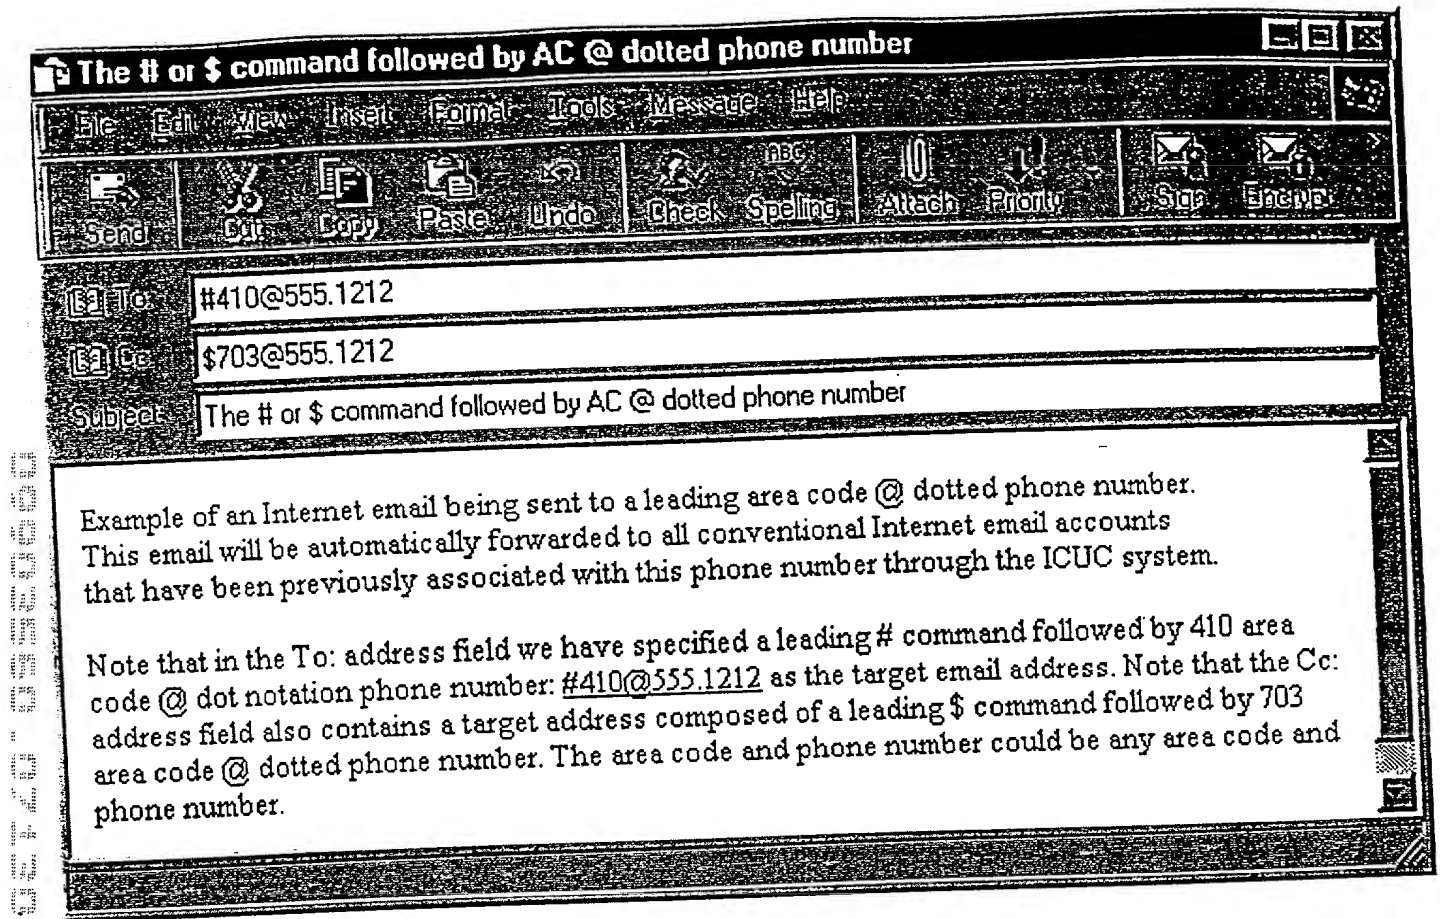 The # or $ command followed by AC @ dotted phone number
File Edit View Insert Format Tools Message Help
Send Cut Copy Paste Undo Check Spelling Attach Priority Sign Encrypt
To: #410@555.1212
Cc: $703@555.1212
Subject: The # or $ command followed by AC @ dotted phone number
Example of an Internet email being sent to a leading area code @ dotted phone number.
This email will be automatically forwarded to all conventional Internet email accounts
that have been previously associated with this phone number through the ICUC system.
Note that in the To: address field we have specified a leading # command followed by 410 area
code @ dot notation phone number: #410@555.1212 as the target email address. Note that the Cc:
address field also contains a target address composed of a leading $ command followed by 703
area code @ dotted phone number. The area code and phone number could be any area code and
phone number.